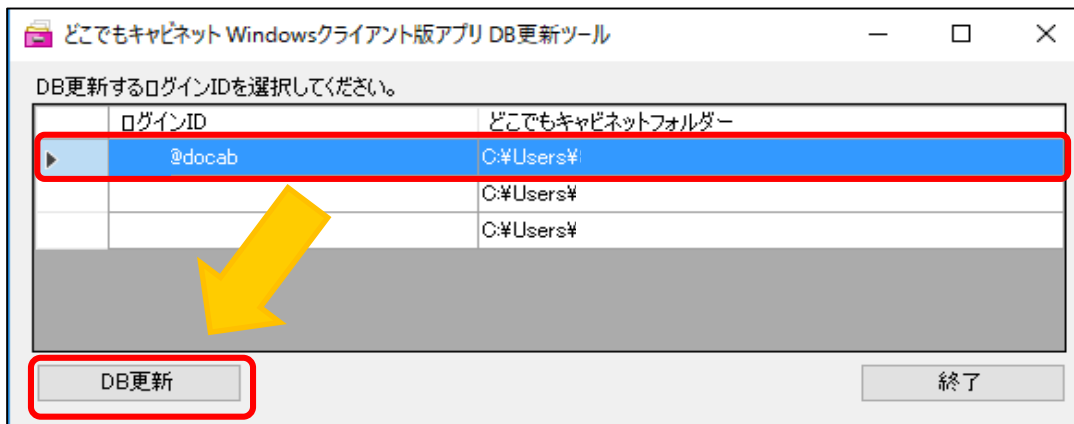 どこでもキャビネット Windowsクライアント版アプリ DB更新ツール
DB更新するログインIDを選択してください。
ログインID どこでもキャビネットフォルダー
@docab C:¥Users¥
C:¥Users¥
C:¥Users¥
DB更新 終了